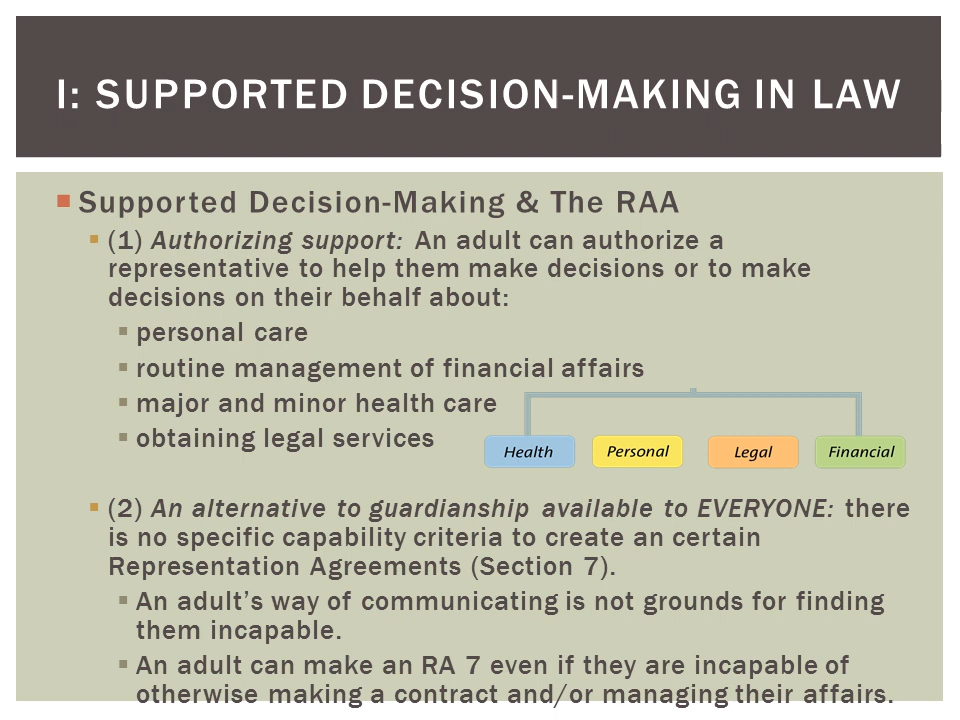 I: SUPPORTED DECISION-MAKING IN LAW
Supported Decision-Making & The RAA
(1) Authorizing support: An adult can authorize a
representative to help them make decisions or to make
decisions on their behalf about:
personal care
routine management of financial affairs
major and minor health care
obtaining legal services
Health Personal Legal Financial
(2) An alternative to guardianship available to EVERYONE: there
is no specific capability criteria to create an certain
Representation Agreements (Section 7).
An adult’s way of communicating is not grounds for finding
them incapable.
An adult can make an RA 7 even if they are incapable of
otherwise making a contract and/or managing their affairs.